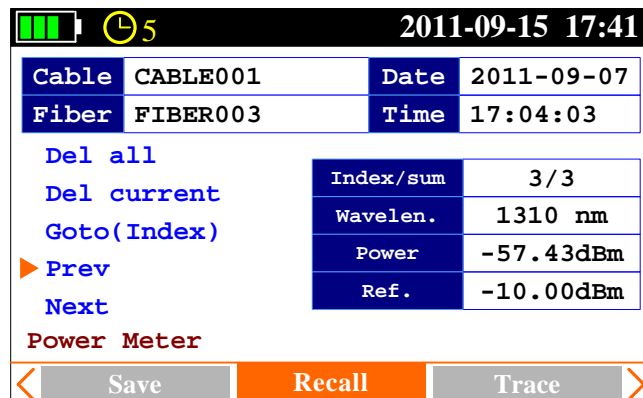 5 2011-09-15 17:41
Cable CABLE001 Date 2011-09-07
Fiber FIBER003 Time 17:04:03
Del all
Del current
Goto(Index)
Prev
Next
Power Meter
Index/sum 3/3
Wavelen. 1310 nm
Power -57.43dBm
Ref. -10.00dBm
Save Recall Trace